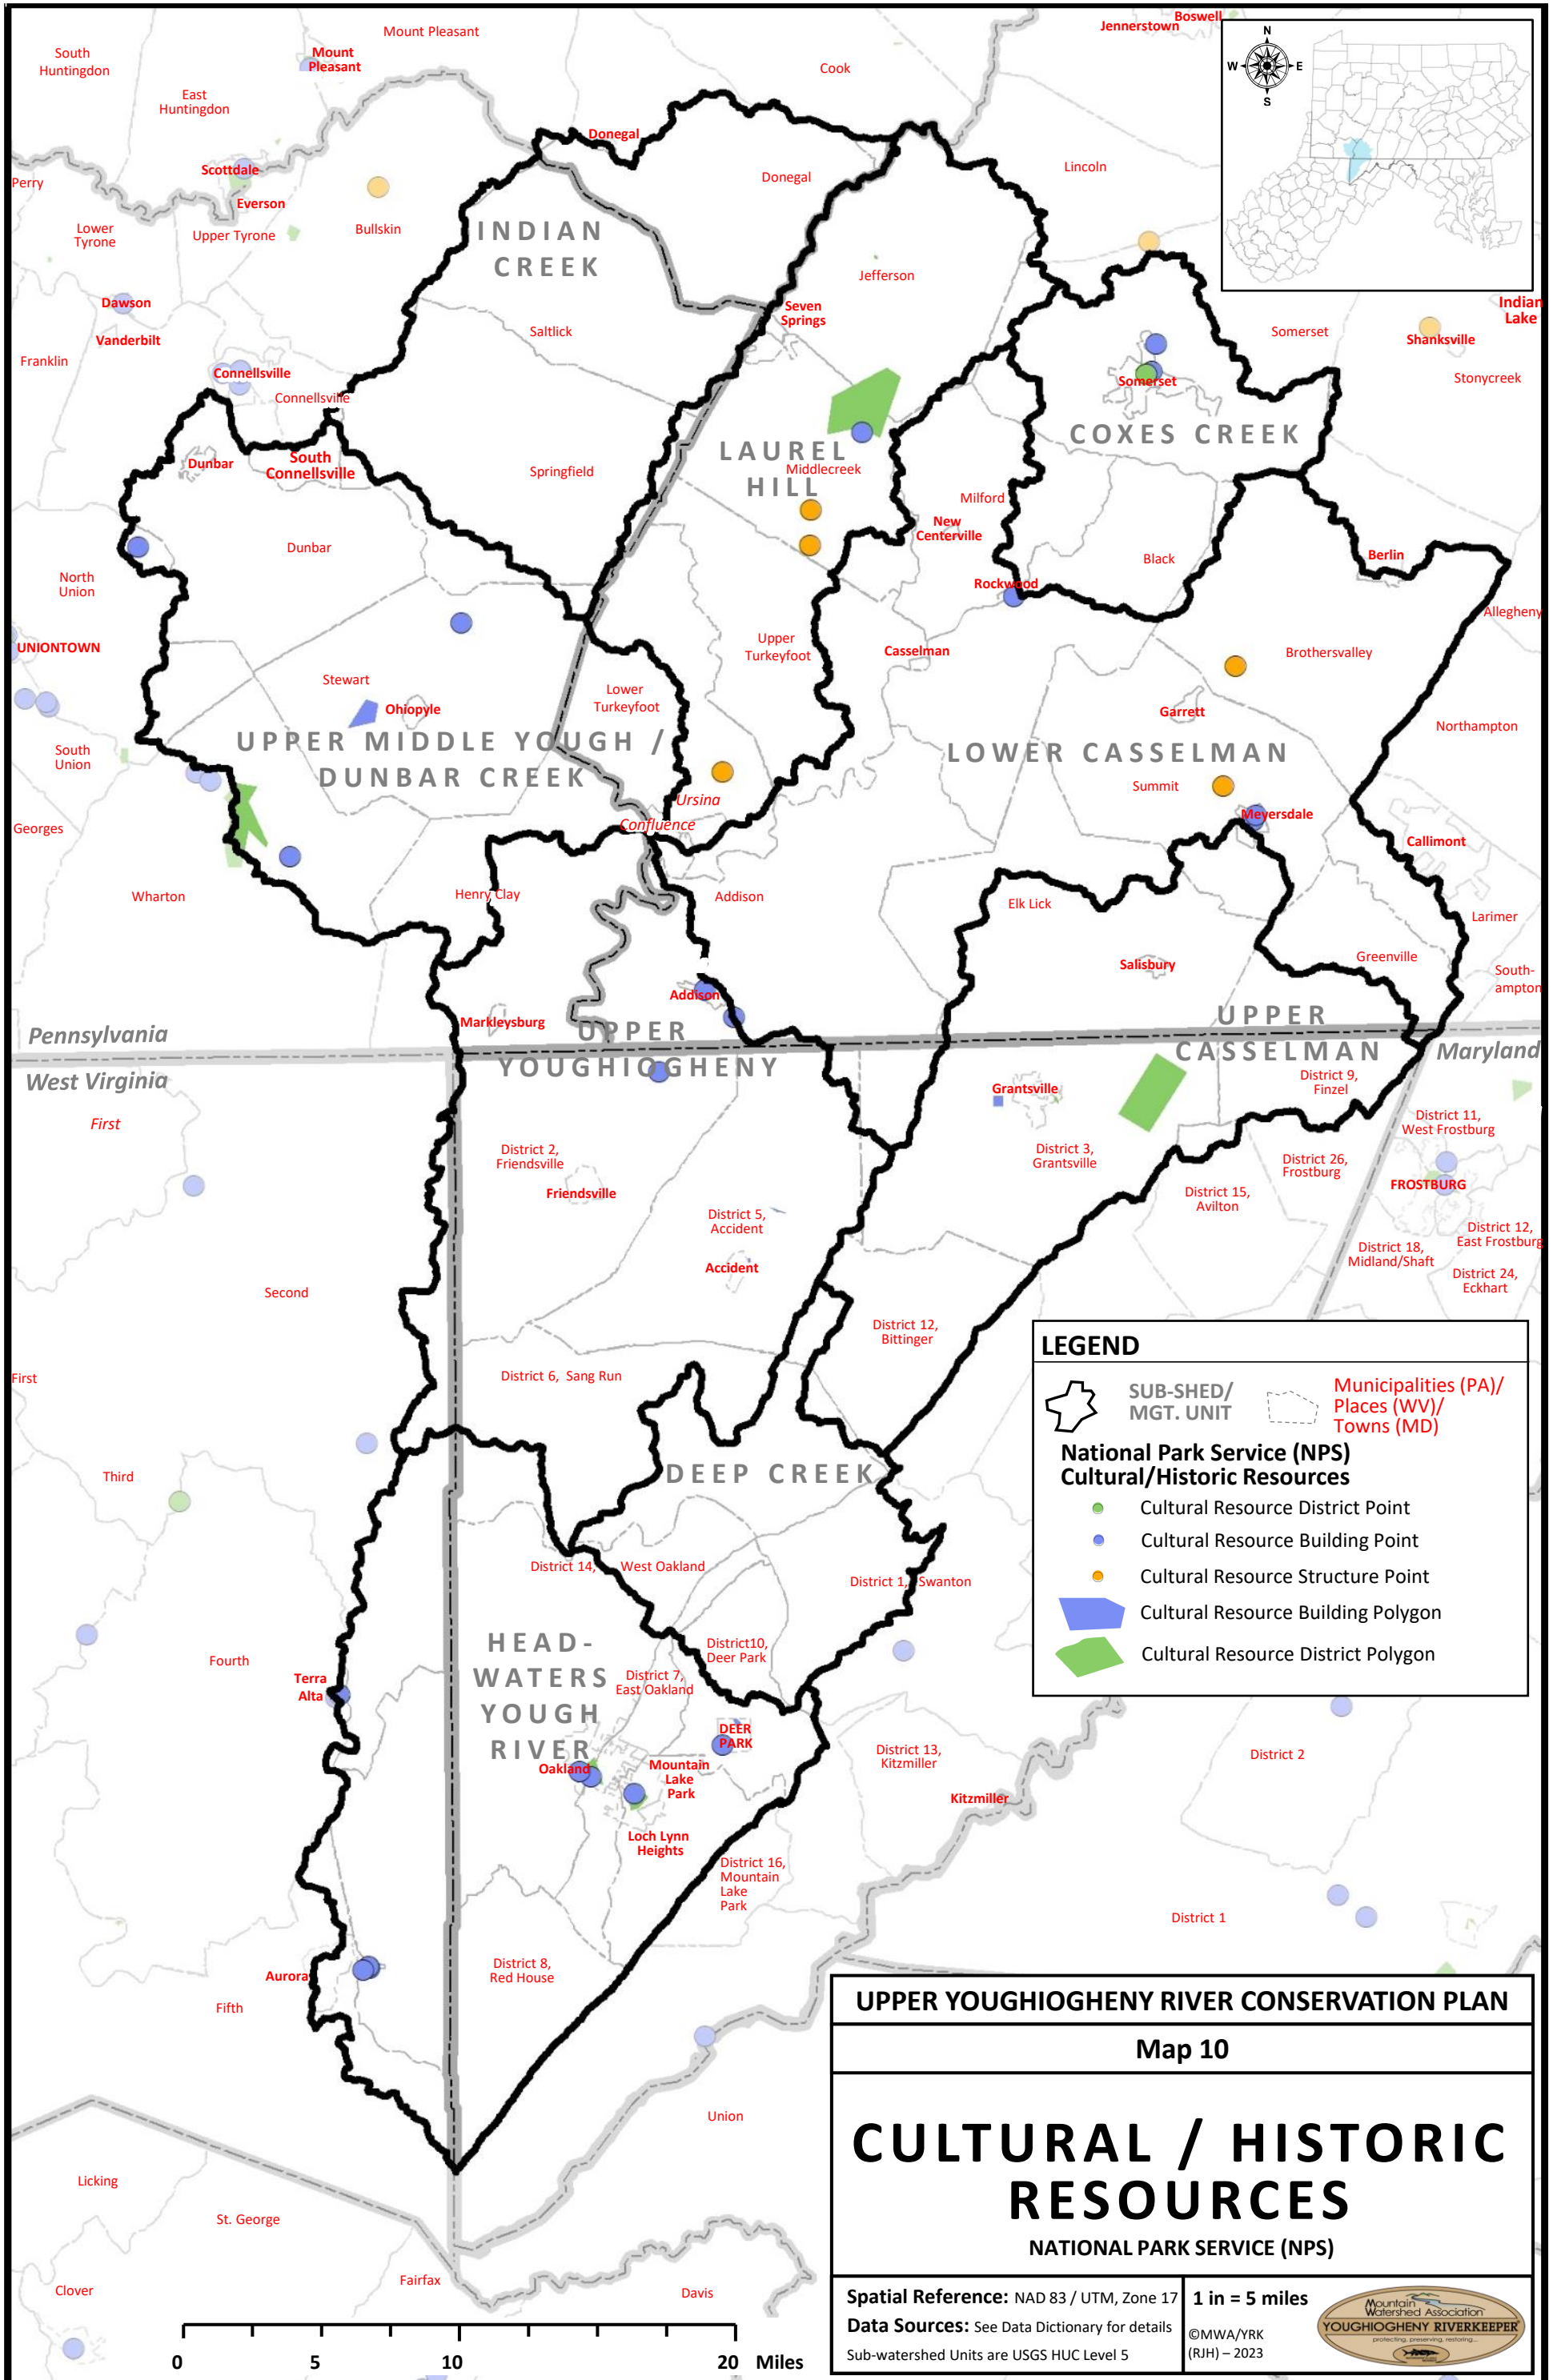 Mount Pleasant
Boswell
Jennerstown
South
Huntingdon
Mount
Pleasant
Cook
East
Huntingdon
N
W
E
S
Donegal
Lincoln
Scottdale
Donegal
Perry
Everson
Lower
Tyrone
Upper Tyrone
Bullskin
INDIAN
CREEK
Jefferson
Dawson
Seven
Springs
Indian
Lake
Vanderbilt
Saltlick
Somerset
Shanksville
Franklin
Connellsville
Somerset
Stonycreek
Connellsville
COXES CREEK
LAUREL
HILL
Dunbar
South
Connellsville
Springfield
Middlecreek
Milford
New
Centerville
Dunbar
Black
Berlin
North
Union
Rockwood
Allegheny
UNIONTOWN
Upper
Turkeyfoot
Casselman
Brothersvalley
Stewart
Lower
Turkeyfoot
Ohiopyle
Garrett
Northampton
South
Union
UPPER MIDDLE YOUGH /
DUNBAR CREEK
LOWER CASSELMAN
Summit
Ursina
Georges
Confluence
Meyersdale
Callimont
Wharton
Henry Clay
Addison
Elk Lick
Larimer
Greenville
Salisbury
South-
ampton
Addison
Markleysburg
UPPER
YOUGHIOGHENY
UPPER
CASSELMAN
Pennsylvania
West Virginia
Maryland
First
Grantsville
District 9,
Finzel
District 11,
West Frostburg
District 2,
Friendsville
District 3,
Grantsville
District 26,
Frostburg
Friendsville
District 15,
Avilton
FROSTBURG
District 5,
Accident
District 12,
East Frostburg
Accident
District 18,
Midland/Shaft
District 24,
Eckhart
Second
District 12,
Bittinger
First
District 6, Sang Run
LEGEND
SUB-SHED/
MGT. UNIT
Municipalities (PA)/
Places (WV)/
Towns (MD)
National Park Service (NPS)
Cultural/Historic Resources
Cultural Resource District Point
Cultural Resource Building Point
Cultural Resource Structure Point
Cultural Resource Building Polygon
Cultural Resource District Polygon
Third
DEEP CREEK
District 14, West Oakland
District 1, Swanton
Fourth
HEAD-
WATERS
YOUGH
RIVER
District10,
Deer Park
District 7,
East Oakland
Terra
Alta
DEER
PARK
Oakland
Mountain
Lake
Park
District 13,
Kitzmiller
District 2
Kitzmiller
Loch Lynn
Heights
District 16,
Mountain
Lake
Park
District 1
Aurora
District 8,
Red House
Fifth
Union
Licking
St. George
Fairfax
Clover
Davis
0 5 10 20 Miles
UPPER YOUGHIOGHENY RIVER CONSERVATION PLAN
Map 10
CULTURAL / HISTORIC
RESOURCES
NATIONAL PARK SERVICE (NPS)
Spatial Reference: NAD 83 / UTM, Zone 17
Data Sources: See Data Dictionary for details
Sub-watershed Units are USGS HUC Level 5
1 in = 5 miles
©MWA/YRK
(RJH) – 2023
Mountain
Watershed Association
YOUGHIOGHENY RIVERKEEPER
protecting, preserving, restoring...